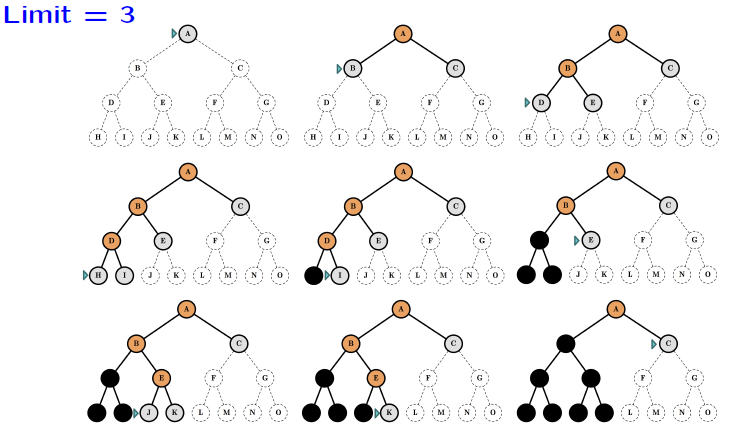 Limit = 3
A A A
B C B C B C
D E F G D E F G D E F G
H I J K L M N O H I J K L M N O H I J K L M N O
A A A
B C B C B C
D E F G D E F G E F G
H I J K L M N O I J K L M N O J K L M N O
A A A
B C B C C
E F G E F G F G
J K L M N O K L M N O L M N O